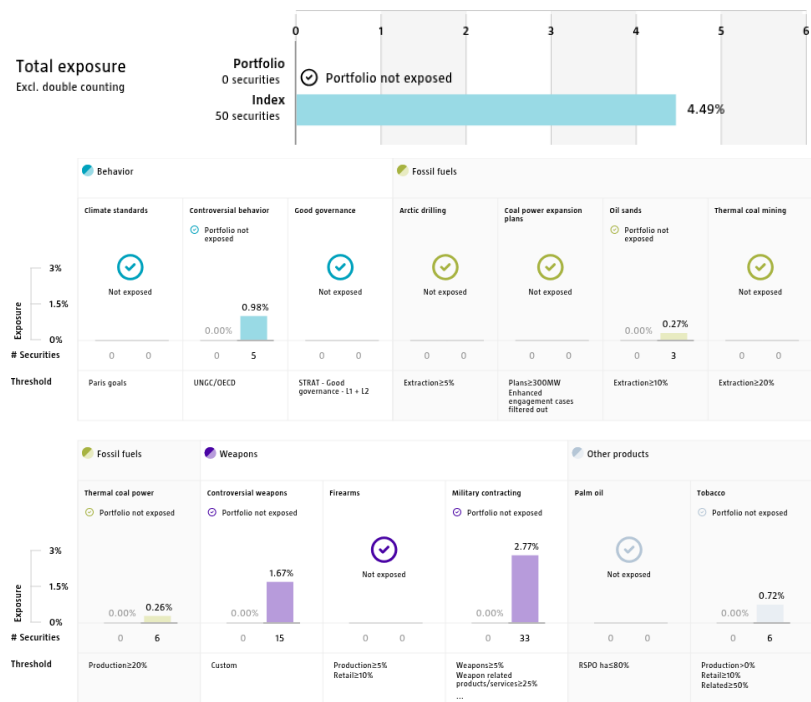 0 1 2 3 4 5 6
Total exposure
Excl. double counting
Portfolio
0 securities
Portfolio not exposed
Index
50 securities
4.49%
Behavior
Fossil fuels
Climate standards
Controversial behavior
Good governance
Arctic drilling
Coal power expansion
plans
Oil sands
Thermal coal mining
Portfolio not
exposed
Portfolio not
exposed
Not exposed
Not exposed
Not exposed
Not exposed
Not exposed
Exposure
3%
1.5%
0%
0.00% 0.98%
0.00% 0.27%
# Securities 0 0 0 5 0 0 0 0 0 0 0 3 0 0
Threshold
Paris goals
UNGC/OECD
STRAT - Good
governance - L1 + L2
Extraction≥5%
Plans≥300MW
Enhanced
engagement cases
filtered out
Extraction≥10%
Extraction≥20%
Fossil fuels
Weapons
Other products
Thermal coal power
Controversial weapons
Firearms
Military contracting
Palm oil
Tobacco
Portfolio not exposed
Portfolio not exposed
Portfolio not exposed
Portfolio not exposed
Not exposed
Not exposed
Exposure
3%
1.5%
0%
0.00% 0.26%
0.00% 1.67%
0.00% 2.77%
0.00% 0.72%
# Securities 0 6 0 15 0 0 0 33 0 0 0 6
Threshold
Production≥20%
Custom
Production≥5%
Retail≥10%
Weapons≥5%
Weapon related
products/services≥25%
...
RSPO ha≤80%
Production>0%
Retail≥10%
Related≥50%